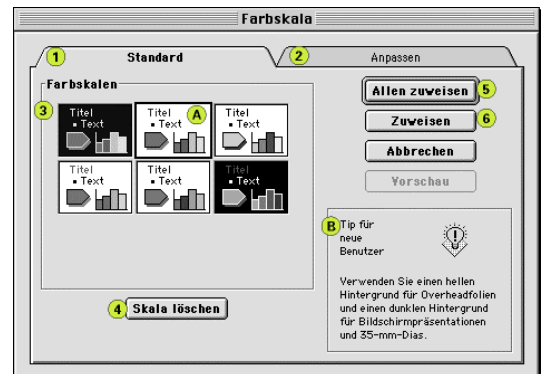 Farbskala
1 Standard
2 Anpassen
Farbskalen
3
Titel
• Text
A
Titel
• Text
Titel
• Text
Titel
• Text
Titel
• Text
Titel
• Text
4 Skala löschen
Allen zuweisen 5
Zuweisen 6
Abbrechen
Vorschau
B Tip für
neue
Benutzer
Verwenden Sie einen hellen
Hintergrund für Overheadfolien
und einen dunklen Hintergrund
für Bildschirmpräsentationen
und 35-mm-Dias.